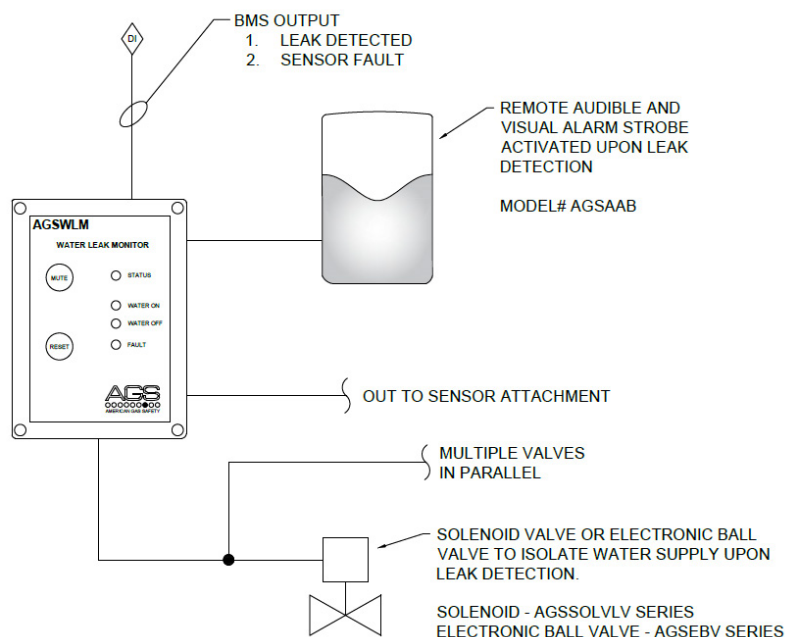 BMS OUTPUT
1. LEAK DETECTED
2. SENSOR FAULT
DI
REMOTE AUDIBLE AND
VISUAL ALARM STROBE
ACTIVATED UPON LEAK
DETECTION
MODEL# AGSAAB
AGSWLM
WATER LEAK MONITOR
MUTE
STATUS
WATER ON
WATER OFF
RESET
FAULT
AGS
AMERICAN GAS SAFETY
OUT TO SENSOR ATTACHMENT
MULTIPLE VALVES
IN PARALLEL
SOLENOID VALVE OR ELECTRONIC BALL
VALVE TO ISOLATE WATER SUPPLY UPON
LEAK DETECTION.
SOLENOID - AGSSOLVLV SERIES
ELECTRONIC BALL VALVE - AGSEBV SERIES